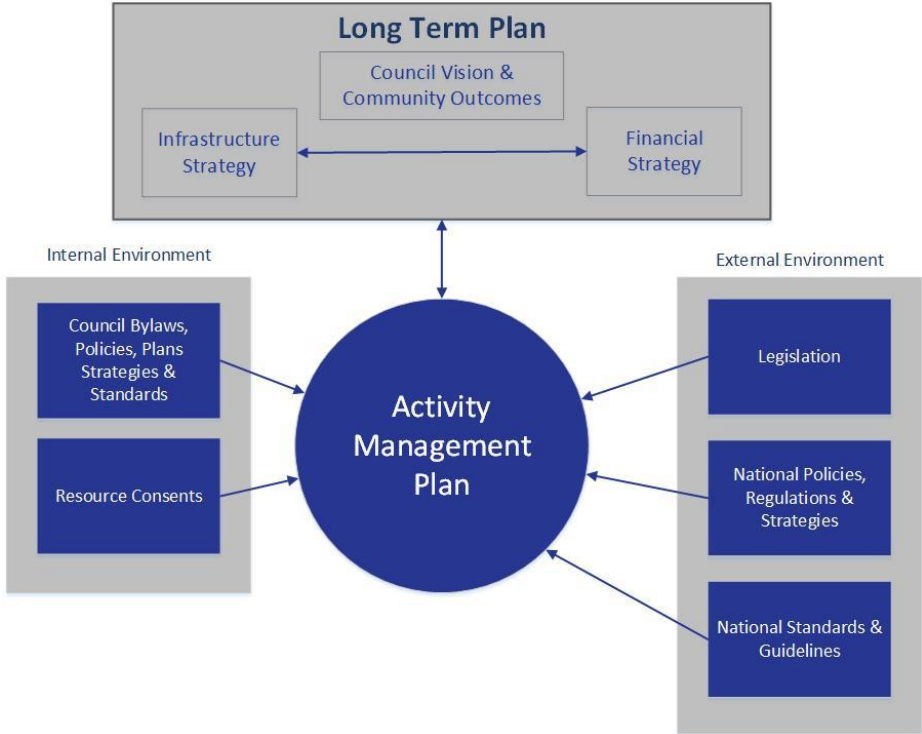 Long Term Plan
Council Vision &
Community Outcomes
Infrastructure
Strategy
Financial
Strategy
Internal Environment
Council Bylaws,
Policies, Plans
Strategies &
Standards
Resource Consents
Activity
Management
Plan
External Environment
Legislation
National Policies,
Regulations &
Strategies
National Standards &
Guidelines